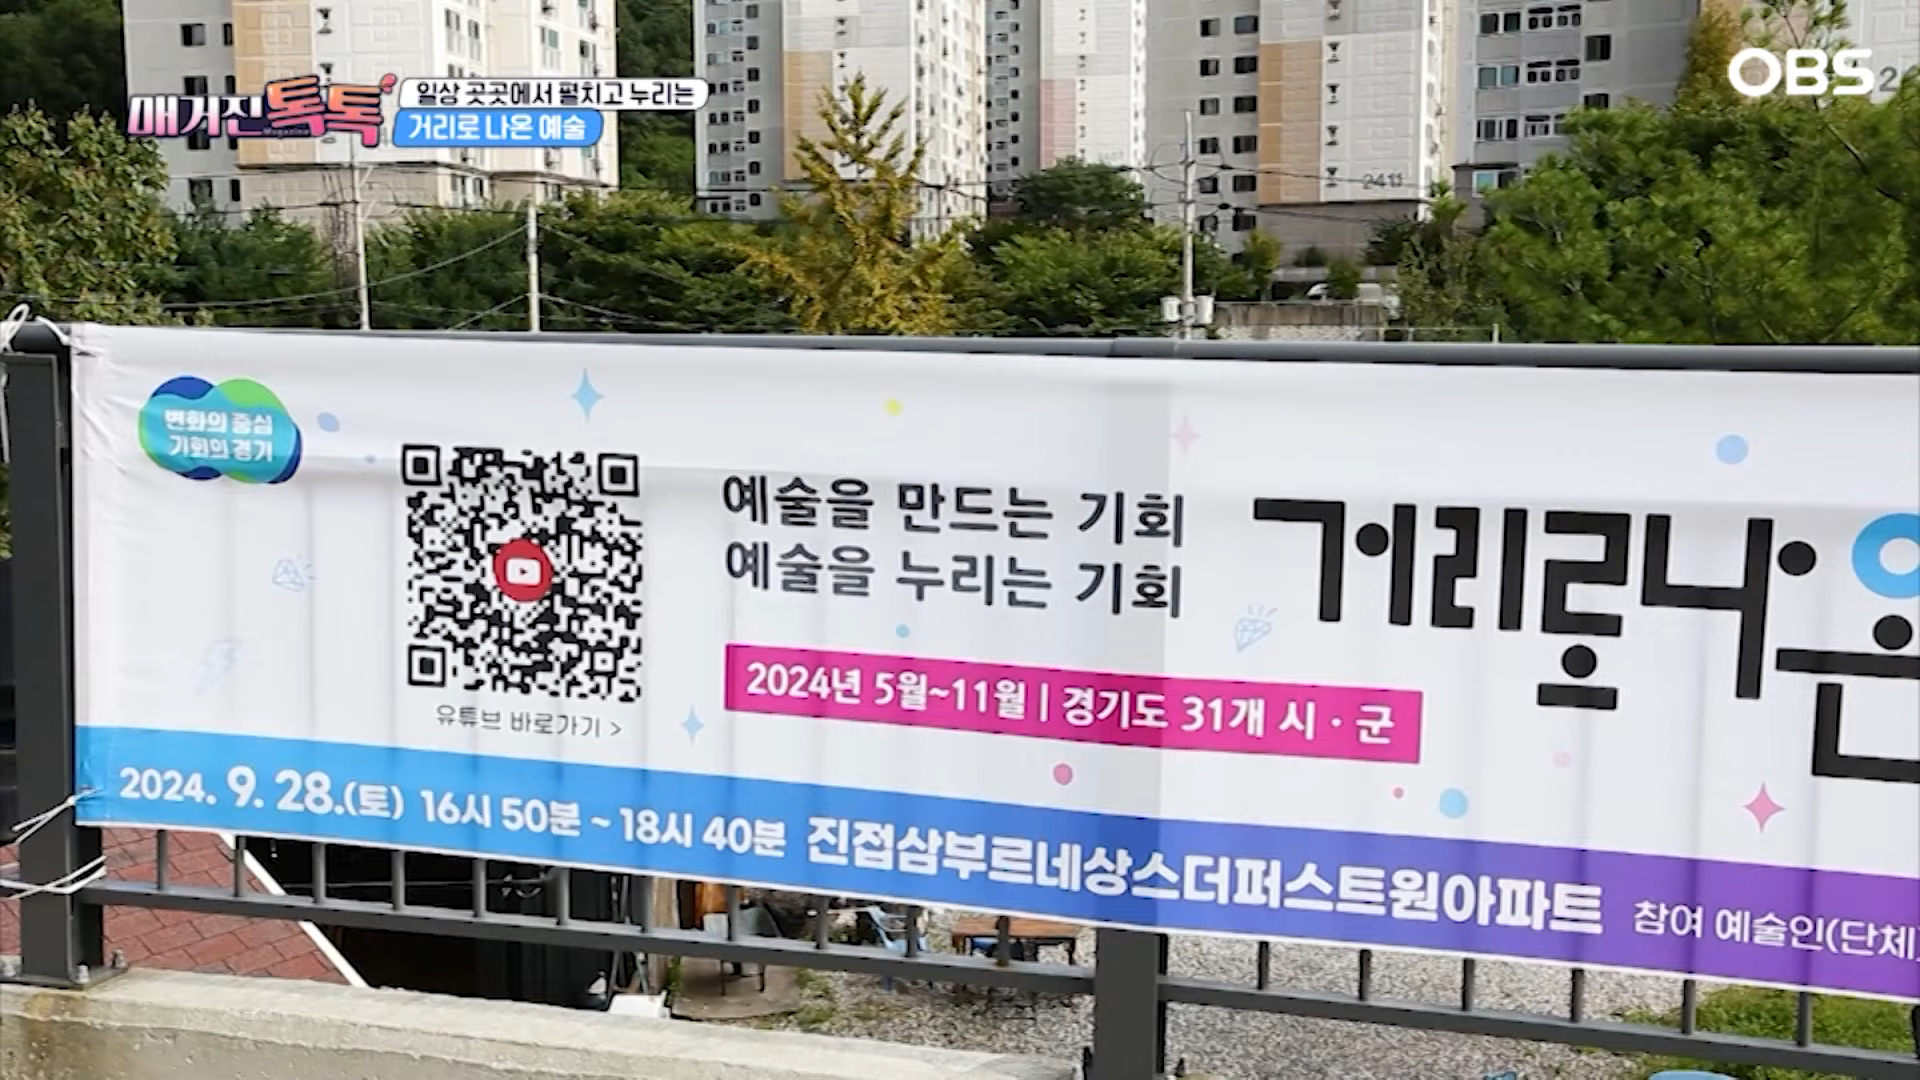 매거진 톡톡
Magazine
일상 곳곳에서 펼치고 누리는
거리로 나온 예술
OBS
2411
변화의 중심
기회의 경기
예술을 만드는 기회
예술을 누리는 기회
거리로나온
2024년 5월~11월 | 경기도 31개 시·군
유튜브 바로가기 >
2024. 9. 28.(토) 16시 50분 ~ 18시 40분 진접삼부르네상스더퍼스트원아파트 참여 예술인(단체)